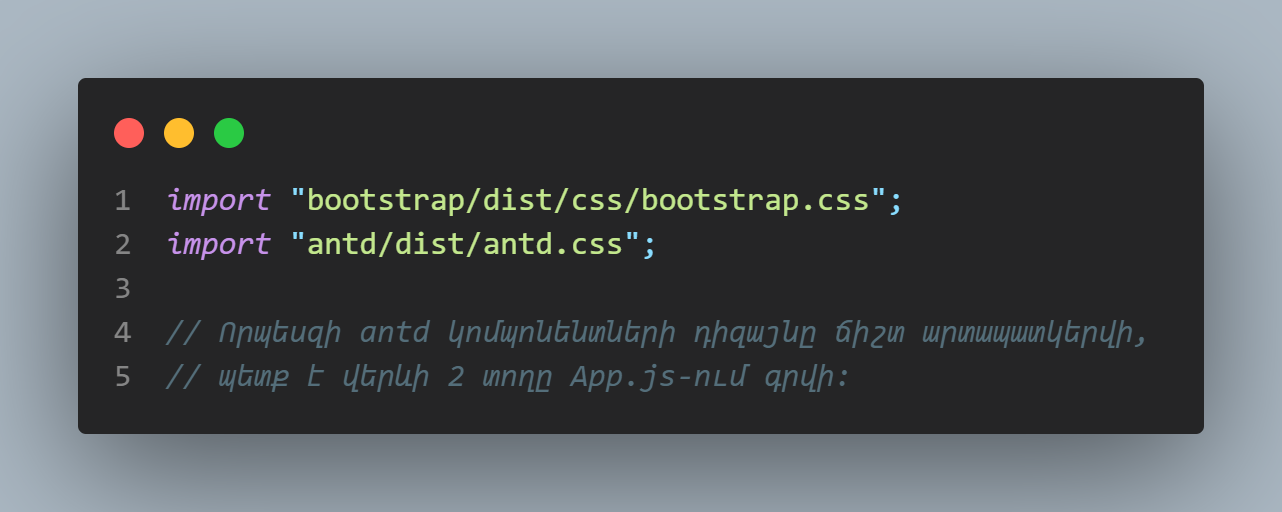 1 import "bootstrap/dist/css/bootstrap.css";
2 import "antd/dist/antd.css";
3
4 // Որպեսզի antd կոմպոնենտների դիզայնը ճիշտ արտապատկերվի,
5 // պետք է վերևի 2 տողը App.js-ում գրվի: